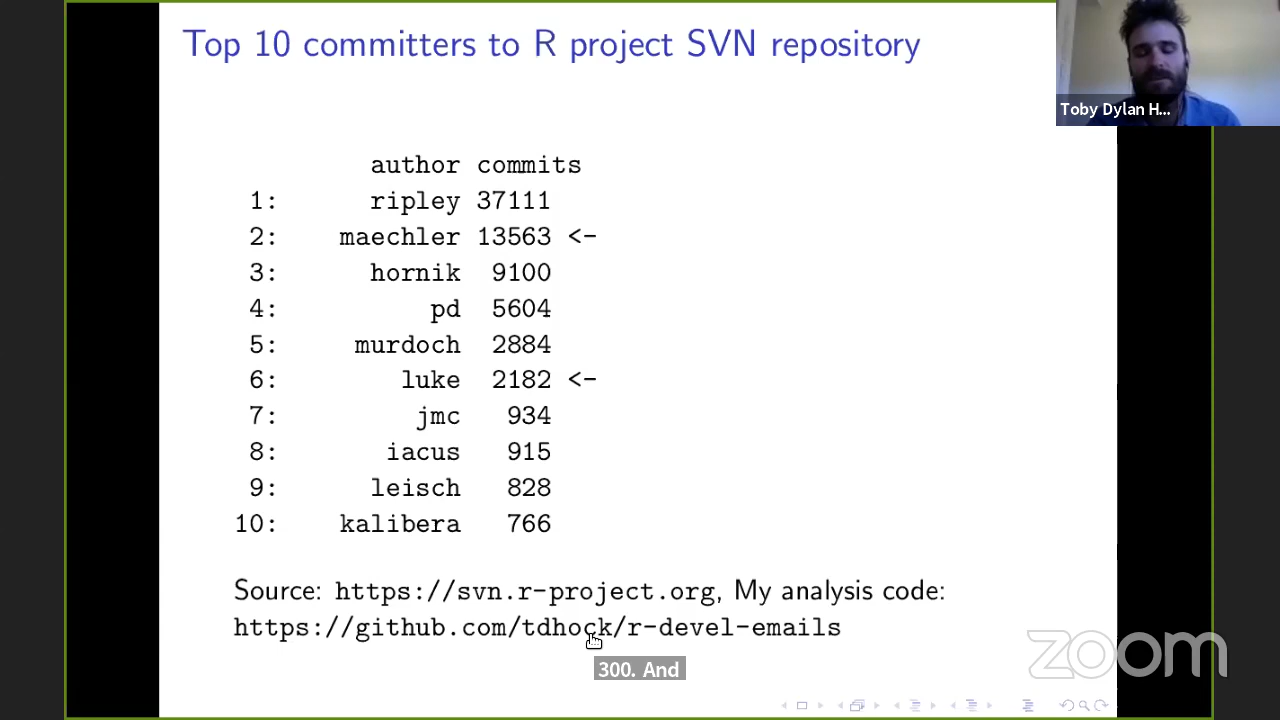 Top 10 committers to R project SVN repository
Toby Dylan H...
author commits
1: ripley 37111
2: maechler 13563 <-
3: hornik 9100
4: pd 5604
5: murdoch 2884
6: luke 2182 <-
7: jmc 934
8: iacus 915
9: leisch 828
10: kalibera 766
Source: https://svn.r-project.org, My analysis code:
https://github.com/tdhock/r-devel-emails
300. And
zoom